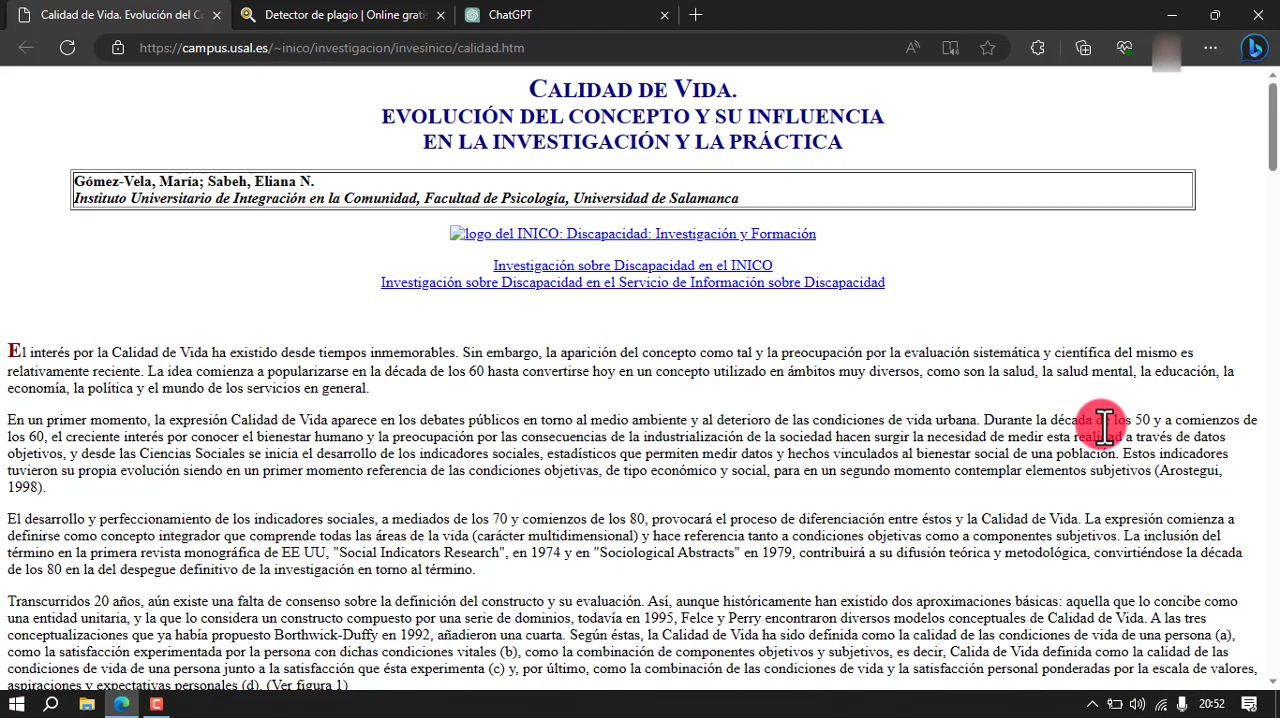 Calidad de Vida. Evolución del Co
Detector de plagio | Online gratis
ChatGPT
https://campus.usal.es/~inico/investigacion/invesinico/calidad.htm
CALIDAD DE VIDA.
EVOLUCIÓN DEL CONCEPTO Y SU INFLUENCIA
EN LA INVESTIGACIÓN Y LA PRÁCTICA
Gómez-Vela, María; Sabeh, Eliana N.
Instituto Universitario de Integración en la Comunidad, Facultad de Psicología, Universidad de Salamanca
logo del INICO: Discapacidad: Investigación y Formación
Investigación sobre Discapacidad en el INICO
Investigación sobre Discapacidad en el Servicio de Información sobre Discapacidad
El interés por la Calidad de Vida ha existido desde tiempos inmemorables. Sin embargo, la aparición del concepto como tal y la preocupación por la evaluación sistemática y científica del mismo es
relativamente reciente. La idea comienza a popularizarse en la década de los 60 hasta convertirse hoy en un concepto utilizado en ámbitos muy diversos, como son la salud, la salud mental, la educación, la
economía, la política y el mundo de los servicios en general.
En un primer momento, la expresión Calidad de Vida aparece en los debates públicos en torno al medio ambiente y al deterioro de las condiciones de vida urbana. Durante la década de los 50 y a comienzos de
los 60, el creciente interés por conocer el bienestar humano y la preocupación por las consecuencias de la industrialización de la sociedad hacen surgir la necesidad de medir esta realidad a través de datos
objetivos, y desde las Ciencias Sociales se inicia el desarrollo de los indicadores sociales, estadísticos que permiten medir datos y hechos vinculados al bienestar social de una población. Estos indicadores
tuvieron su propia evolución siendo en un primer momento referencia de las condiciones objetivas, de tipo económico y social, para en un segundo momento contemplar elementos subjetivos (Arostegui,
1998).
El desarrollo y perfeccionamiento de los indicadores sociales, a mediados de los 70 y comienzos de los 80, provocará el proceso de diferenciación entre éstos y la Calidad de Vida. La expresión comienza a
definirse como concepto integrador que comprende todas las áreas de la vida (carácter multidimensional) y hace referencia tanto a condiciones objetivas como a componentes subjetivos. La inclusión del
término en la primera revista monográfica de EE UU, "Social Indicators Research", en 1974 y en "Sociological Abstracts" en 1979, contribuirá a su difusión teórica y metodológica, convirtiéndose la década
de los 80 en la del despegue definitivo de la investigación en torno al término.
Transcurridos 20 años, aún existe una falta de consenso sobre la definición del constructo y su evaluación. Así, aunque históricamente han existido dos aproximaciones básicas: aquella que lo concibe como
una entidad unitaria, y la que lo considera un constructo compuesto por una serie de dominios, todavía en 1995, Felce y Perry encontraron diversos modelos conceptuales de Calidad de Vida. A las tres
conceptualizaciones que ya había propuesto Borthwick-Duffy en 1992, añadieron una cuarta. Según éstas, la Calidad de Vida ha sido definida como la calidad de las condiciones de vida de una persona (a),
como la satisfacción experimentada por la persona con dichas condiciones vitales (b), como la combinación de componentes objetivos y subjetivos, es decir, Calida de Vida definida como la calidad de las
condiciones de vida de una persona junto a la satisfacción que ésta experimenta (c) y, por último, como la combinación de las condiciones de vida y la satisfacción personal ponderadas por la escala de valores,
aspiraciones y expectativas personales (d). (Ver figura 1)
20:52